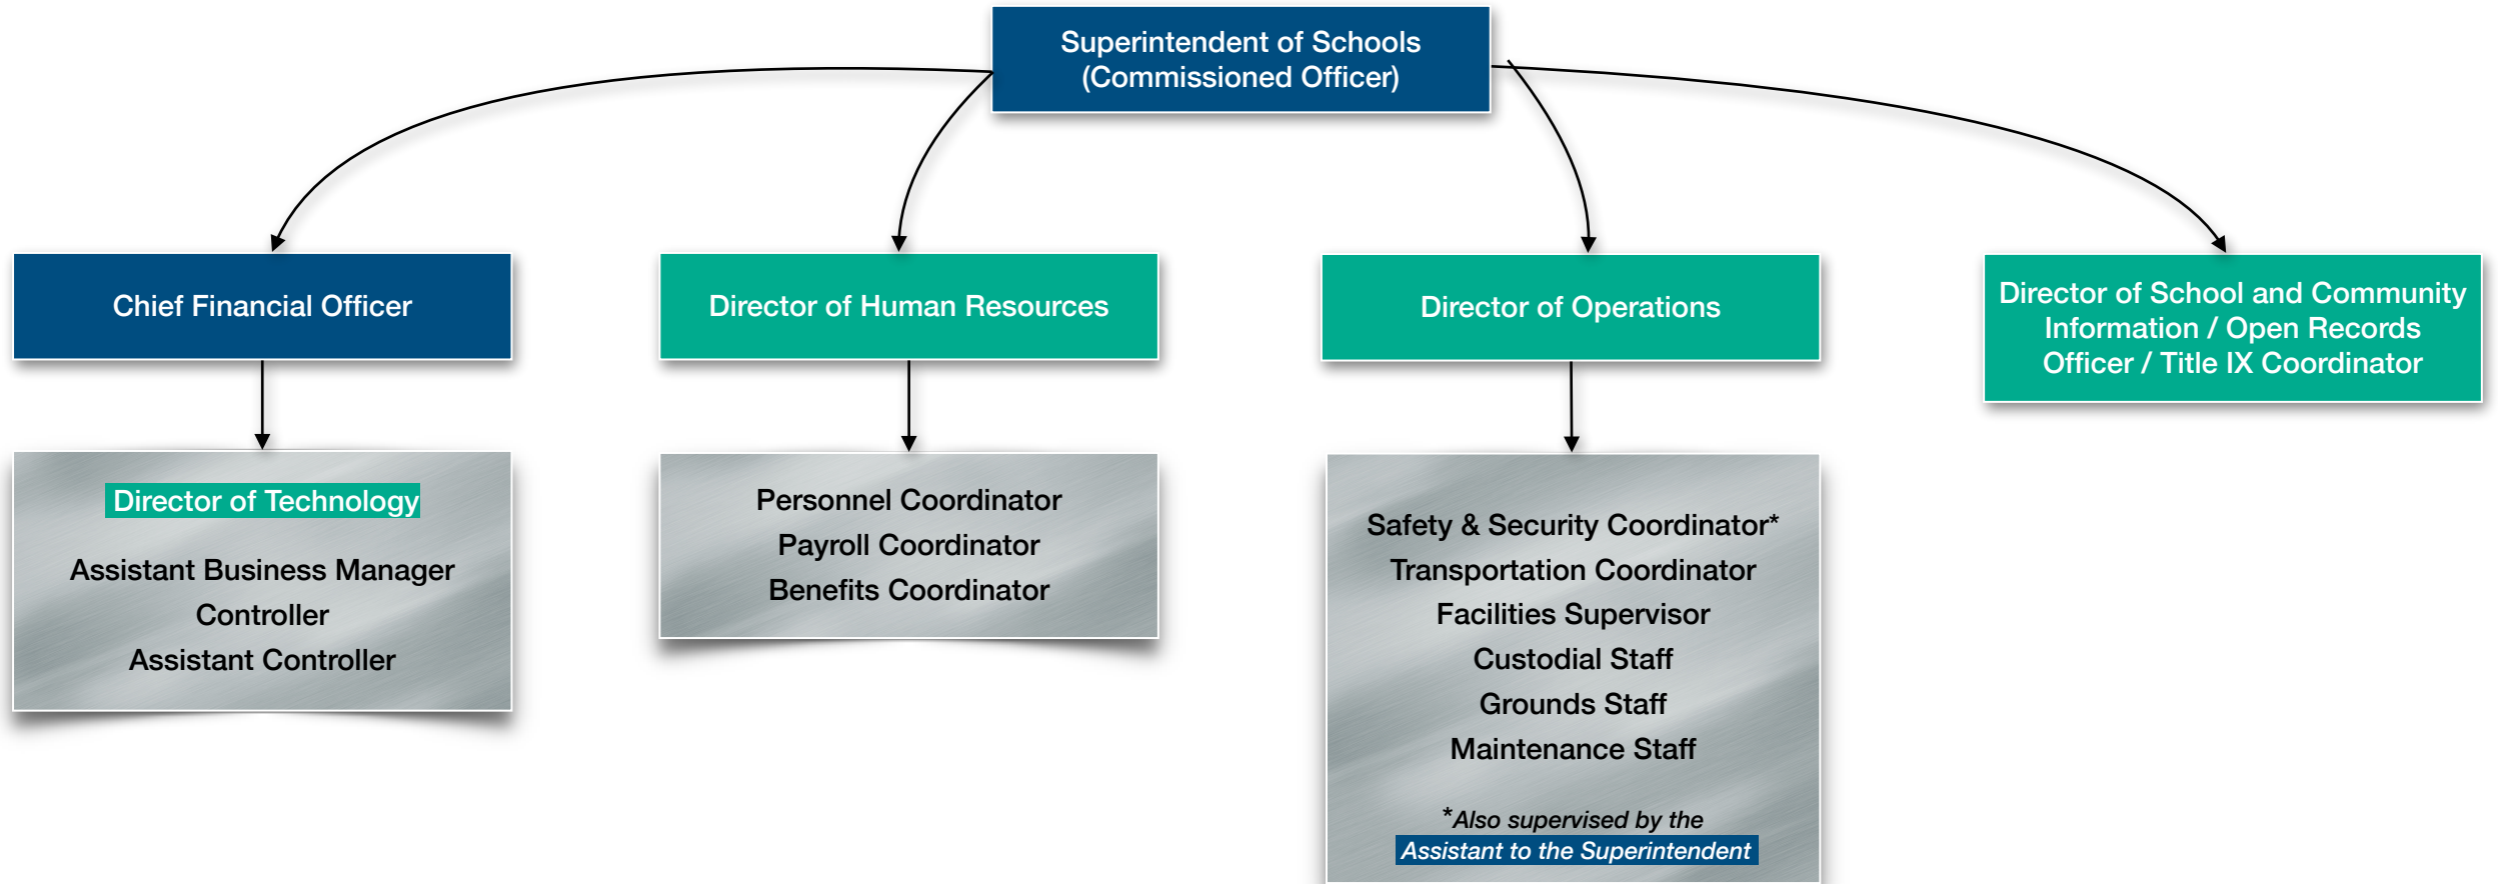 Superintendent of Schools
(Commissioned Officer)
Chief Financial Officer
Director of Human Resources
Director of Operations
Director of School and Community
Information / Open Records
Officer / Title IX Coordinator
Director of Technology
Assistant Business Manager
Controller
Assistant Controller
Personnel Coordinator
Payroll Coordinator
Benefits Coordinator
Safety & Security Coordinator*
Transportation Coordinator
Facilities Supervisor
Custodial Staff
Grounds Staff
Maintenance Staff
*Also supervised by the
Assistant to the Superintendent